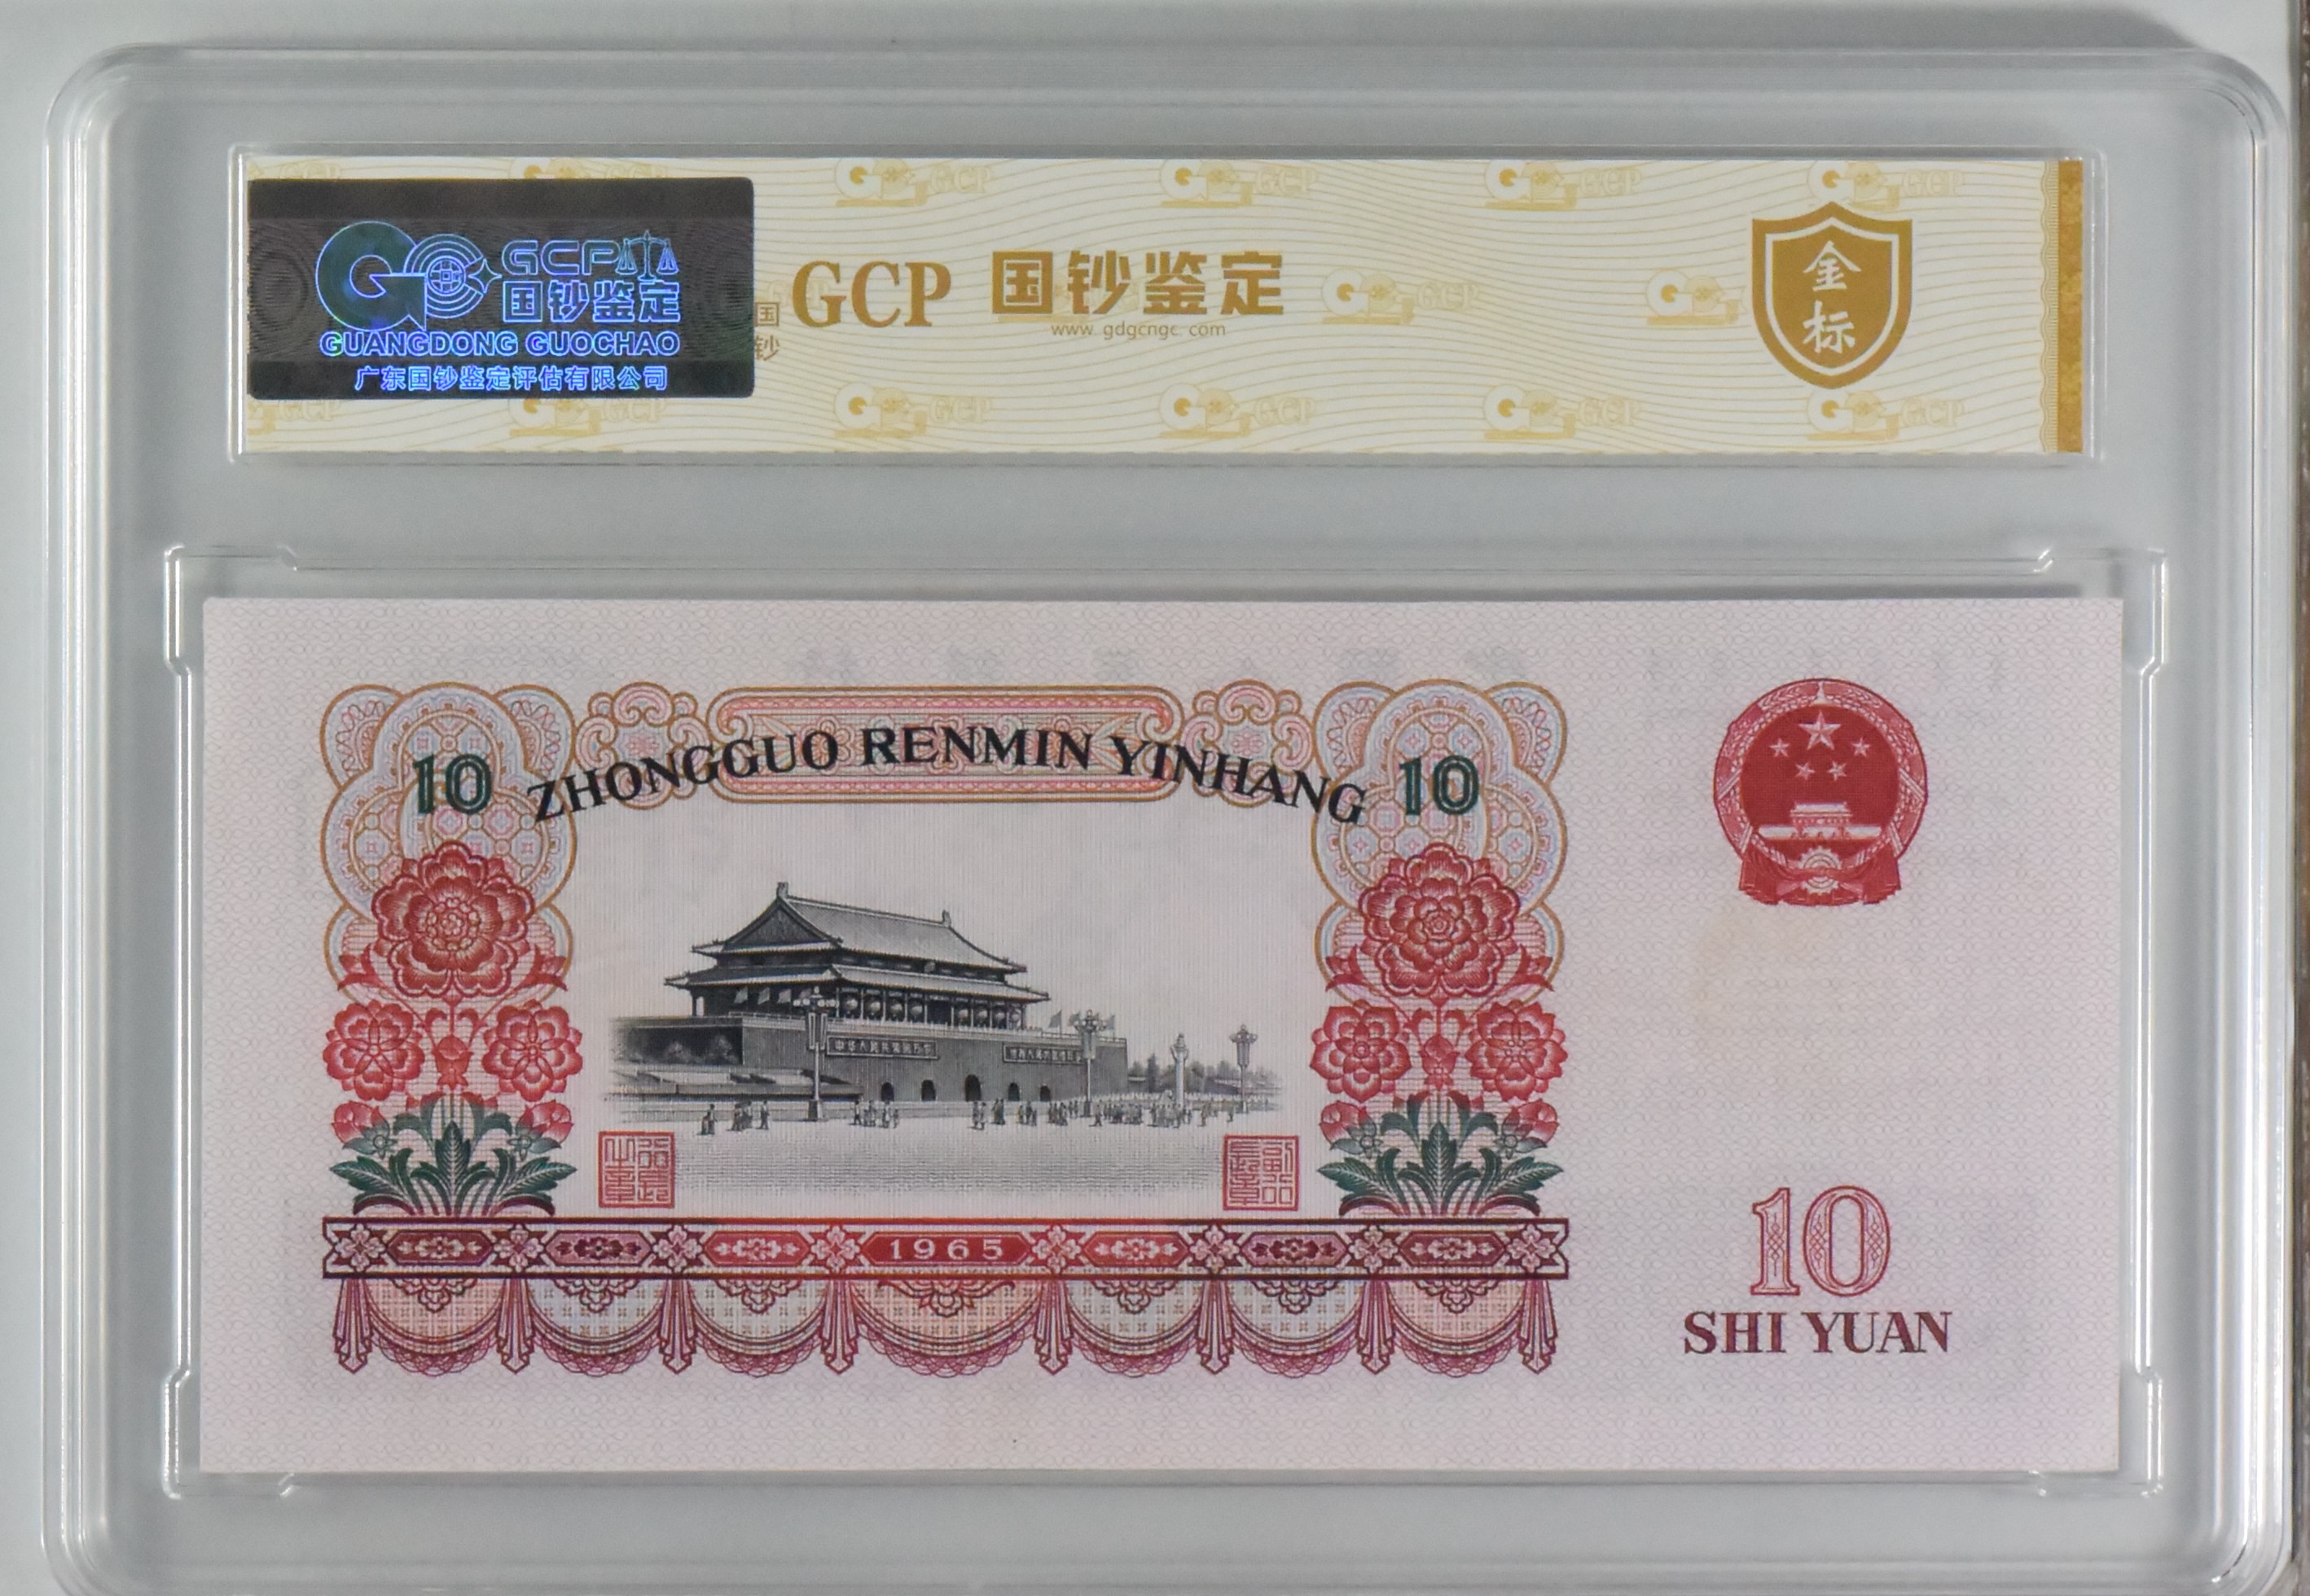 GCP
国钞鉴定
GUANGDONG GUOCHAO
广东国钞鉴定评估有限公司
国
钞
GCP 国钞鉴定
www.gdgcngc.com
金
标
10 ZHONGGUO RENMIN YINHANG 10
1965
10
SHI YUAN